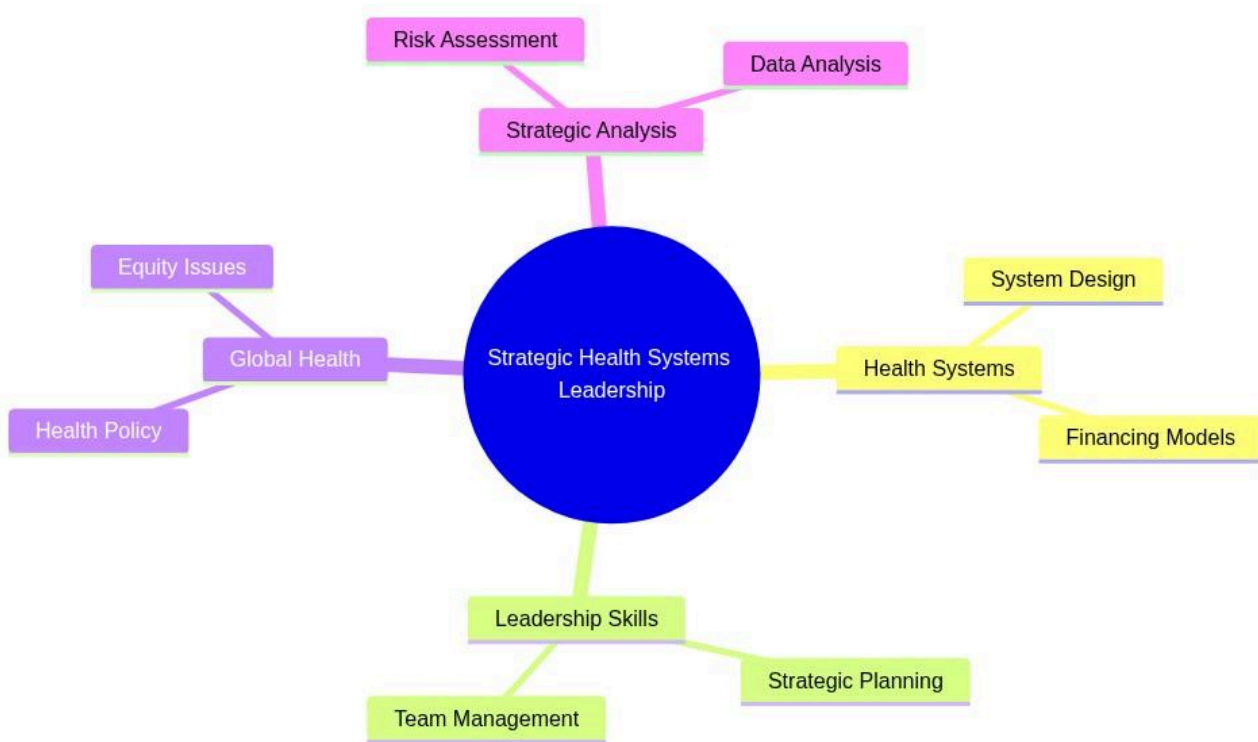 Risk Assessment
Data Analysis
Strategic Analysis
Equity Issues
System Design
Global Health
Strategic Health Systems
Leadership
Health Systems
Health Policy
Financing Models
Leadership Skills
Strategic Planning
Team Management